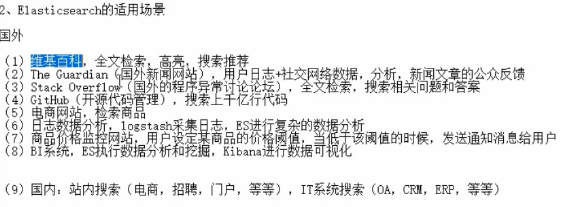 2、Elasticsearch的适用场景
国外
(1) 维基百科，全文检索，高亮，搜索推荐
(2) The Guardian（国外新闻网站），用户日志+社交网络数据，分析，新闻文章的公众反馈
(3) Stack Overflow（国外的程序异常讨论论坛），全文检索，搜索相关问题和答案
(4) GitHub（开源代码管理），搜索上千亿行代码
(5) 电商网站，检索商品
(6) 日志数据分析，logstash采集日志，ES进行复杂的数据分析
(7) 商品价格监控网站，用户设定某商品的价格阈值，当低于该阈值的时候，发送通知消息给用户
(8) BI系统，ES执行数据分析和挖掘，Kibana进行数据可视化
(9) 国内：站内搜索（电商，招聘，门户，等等），IT系统搜索（OA，CRM，ERP，等等）